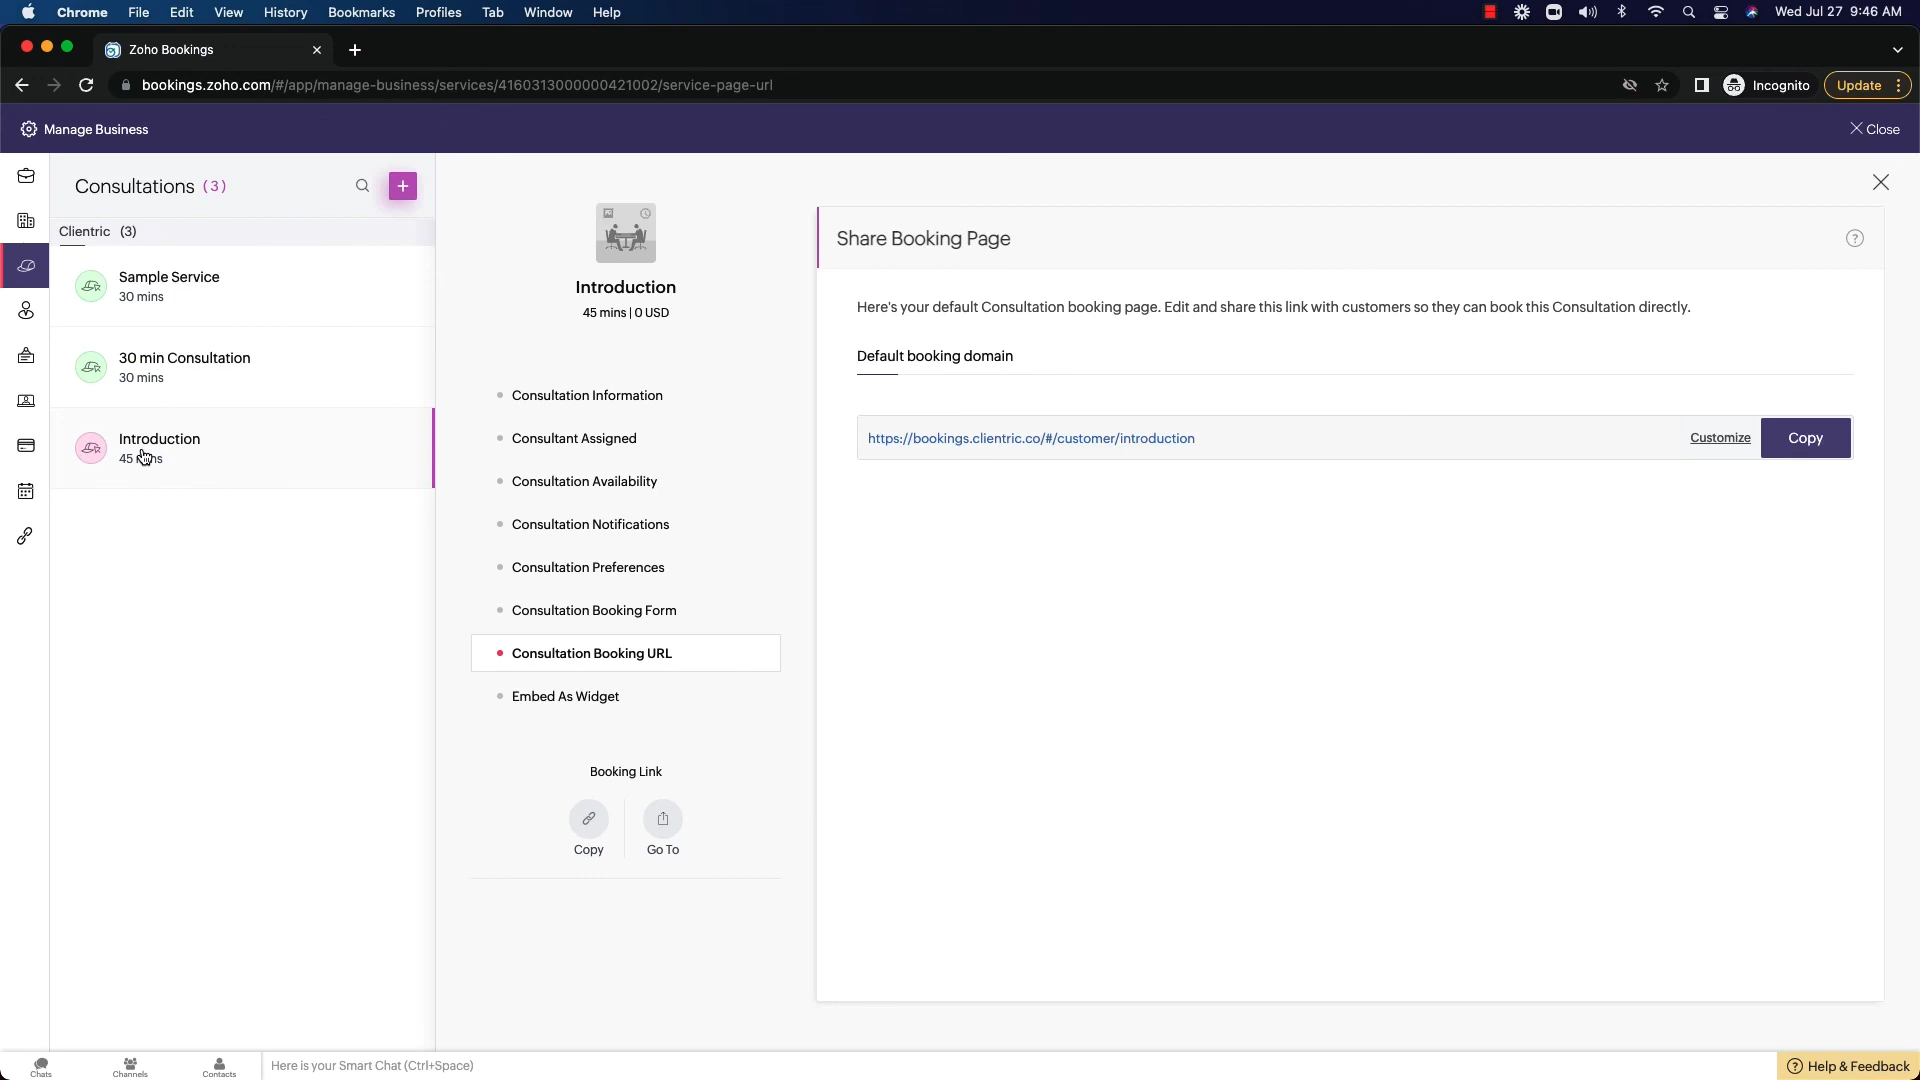 Chrome File Edit View History Bookmarks Profiles Tab Window Help Wed Jul 27 9:46 AM
Zoho Bookings
bookings.zoho.com/#/app/manage-business/services/4160313000000421002/service-page-url Incognito Update
Manage Business Close
Consultations (3)
Clientric (3)
Sample Service
30 mins
30 min Consultation
30 mins
Introduction
45 mins
Introduction
45 mins | 0 USD
Consultation Information
Consultant Assigned
Consultation Availability
Consultation Notifications
Consultation Preferences
Consultation Booking Form
Consultation Booking URL
Embed As Widget
Booking Link
Copy Go To
Share Booking Page
Here's your default Consultation booking page. Edit and share this link with customers so they can book this Consultation directly.
Default booking domain
https://bookings.clientric.co/#/customer/introduction Customize Copy
Chats Channels Contacts Here is your Smart Chat (Ctrl+Space) Help & Feedback